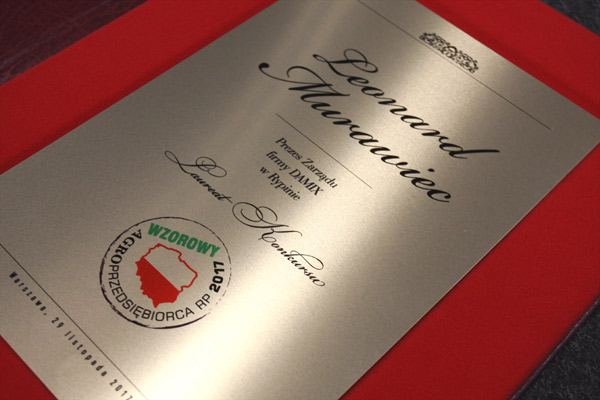 Leonard
Murawiec
Prezes Zarządu
firmy DAMIX
w Rypinie
Laureat Konkursu
WZOROWY
AGROPRZEDSIĘBIORCA RP 2017
Warszawa, 29 listopada 2017